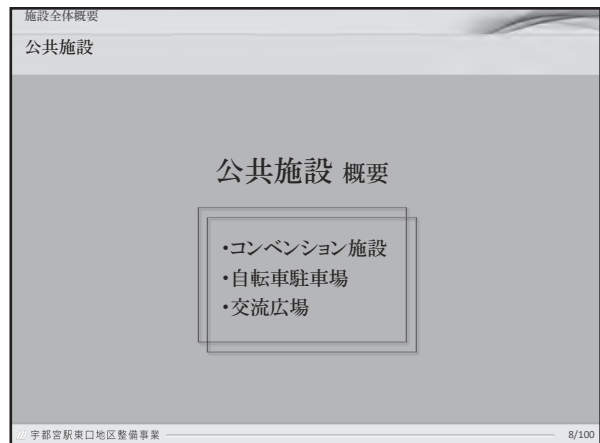 施設全体概要
公共施設
公共施設 概要
・コンベンション施設
・自転車駐車場
・交流広場
宇都宮駅東口地区整備事業
8/100